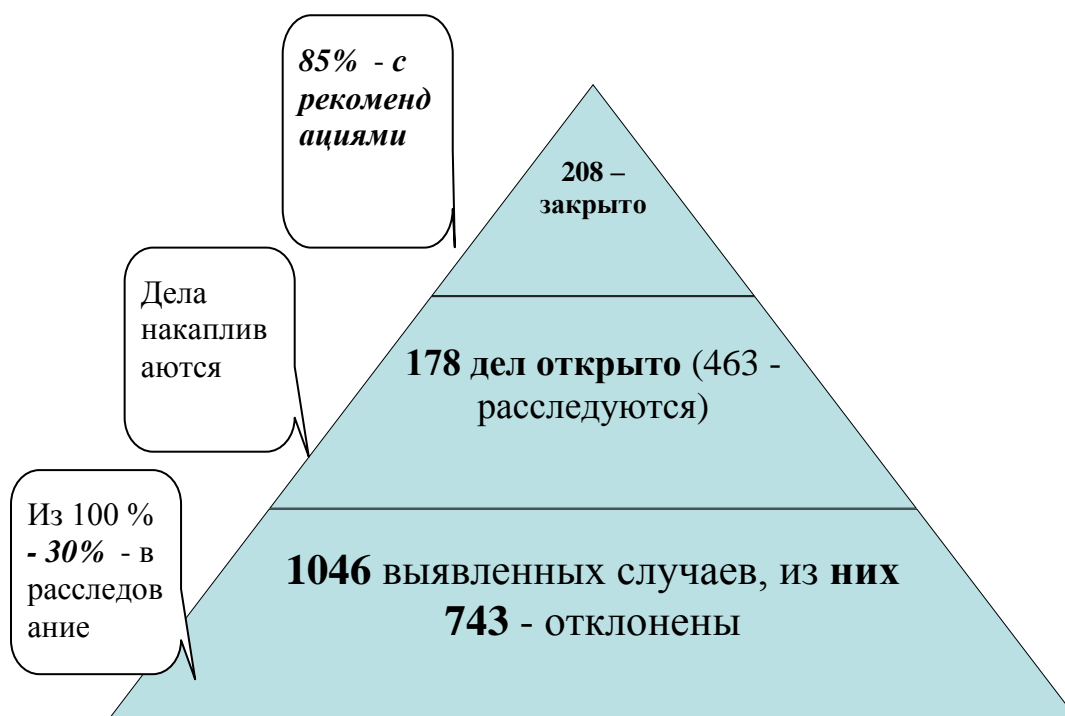 85% - с
рекоменд
ациями
208 –
закрыто
Дела
накаплив
аются
178 дел открыто (463 -
расследуются)
Из 100 %
- 30% - в
расследов
ание
1046 выявленных случаев, из них
743 - отклонены